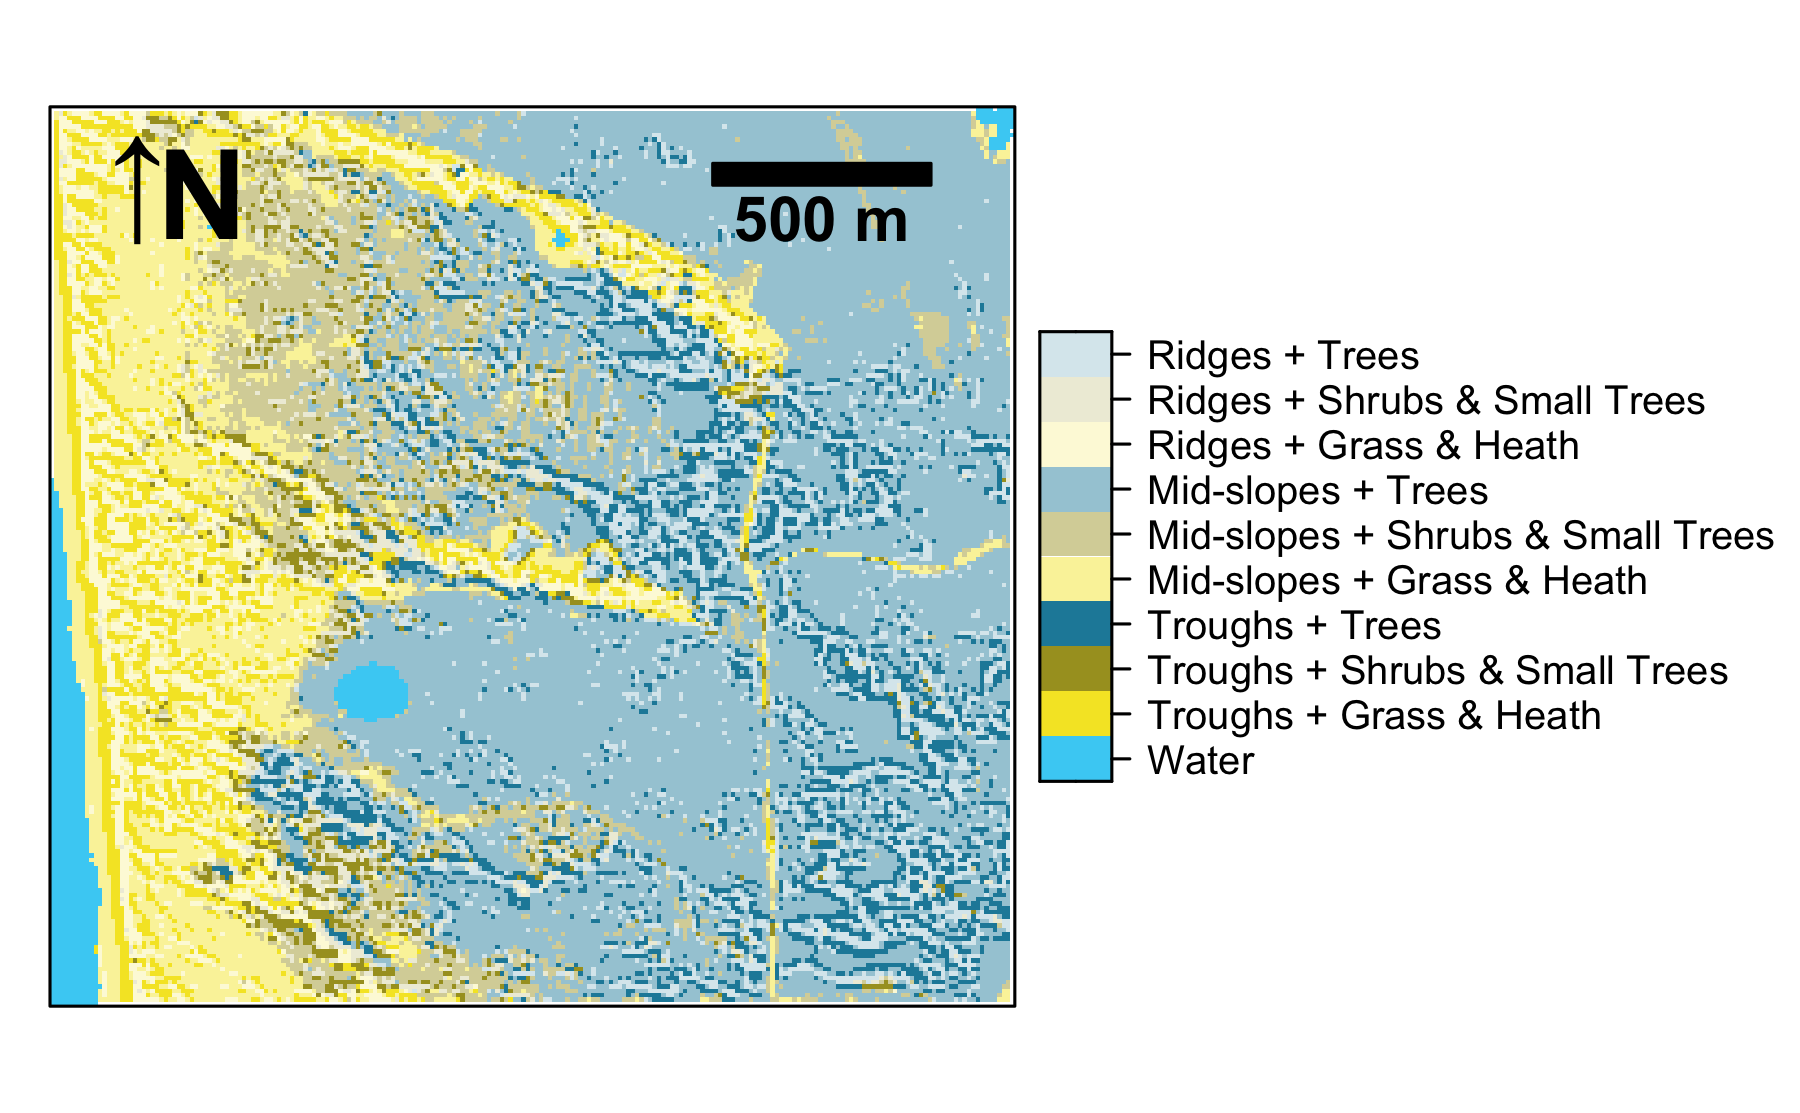 ↑N
500 m
Ridges + Trees
Ridges + Shrubs & Small Trees
Ridges + Grass & Heath
Mid-slopes + Trees
Mid-slopes + Shrubs & Small Trees
Mid-slopes + Grass & Heath
Troughs + Trees
Troughs + Shrubs & Small Trees
Troughs + Grass & Heath
Water